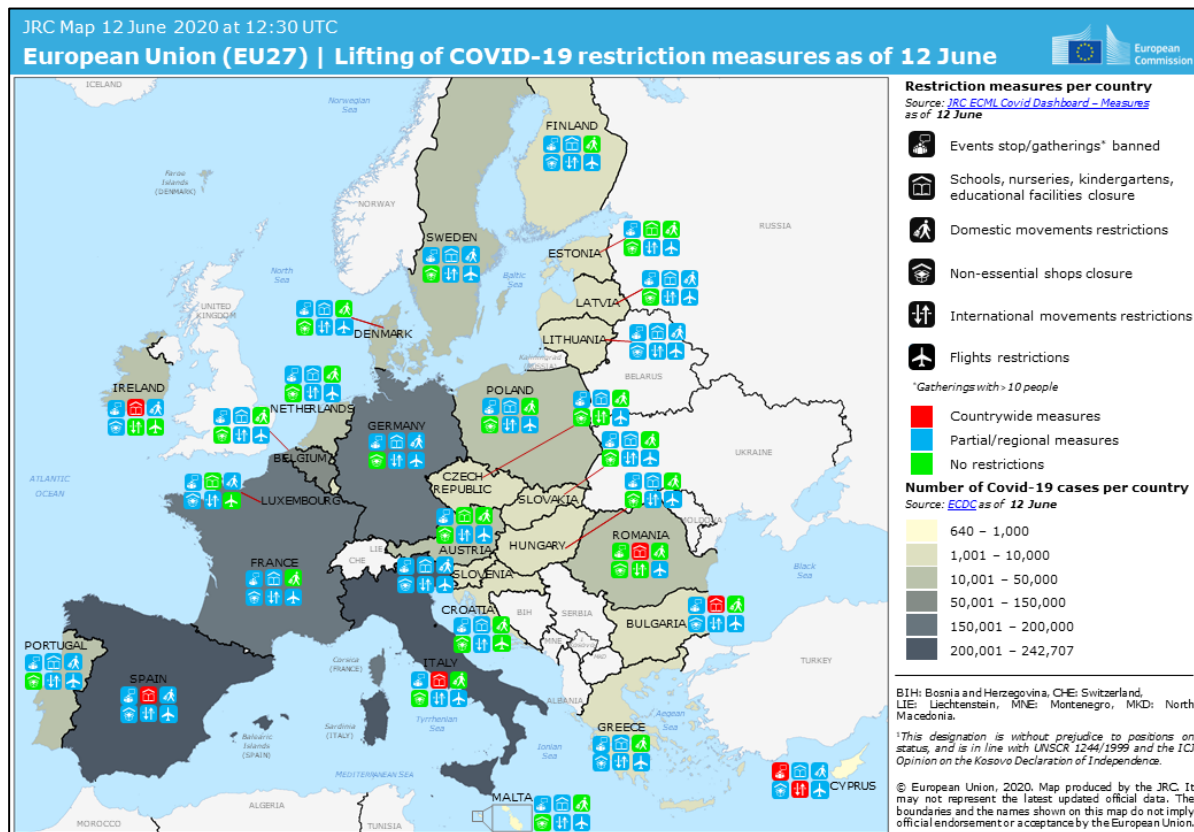 JRC Map 12 June 2020 at 12:30 UTC
European Union (EU27) | Lifting of COVID-19 restriction measures as of 12 June
European
Commission
ICELAND
Norwegian
Sea
Faroe
Islands
(DENMARK)
FINLAND
NORWAY
RUSSIA
SWEDEN
ESTONIA
North
Sea
Baltic
Sea
LATVIA
UNITED
KINGDOM
DENMARK
LITHUANIA
Kaliningrad
(RUSSIA)
BELARUS
IRELAND
NETHERLANDS
POLAND
GERMANY
BELGIUM
UKRAINE
ATLANTIC
OCEAN
CZECH
REPUBLIC
LUXEMBOURG
SLOVAKIA
MOLDOVA
LIE
CHE
AUSTRIA
HUNGARY
ROMANIA
FRANCE
SLOVENIA
Black
Sea
CROATIA
BIH
SERBIA
BULGARIA
MNE
MKD
PORTUGAL
Corsica
(FRANCE)
ITALY
TURKEY
SPAIN
ALBANIA
Tyrrhenian
Sea
Sardinia
(ITALY)
Balearic
Islands
(SPAIN)
Aegean
Sea
GREECE
Ionian
Sea
MEDITERRANEAN SEA
CYPRUS
MALTA
ALGERIA
MOROCCO
TUNISIA
Restriction measures per country
Source: JRC ECML Covid Dashboard – Measures
as of 12 June
Events stop/gatherings* banned
Schools, nurseries, kindergartens,
educational facilities closure
Domestic movements restrictions
Non-essential shops closure
International movements restrictions
Flights restrictions
*Gatherings with >10 people
Countrywide measures
Partial/regional measures
No restrictions
Number of Covid-19 cases per country
Source: ECDC as of 12 June
640 – 1,000
1,001 – 10,000
10,001 – 50,000
50,001 – 150,000
150,001 – 200,000
200,001 – 242,707
BIH: Bosnia and Herzegovina, CHE: Switzerland,
LIE: Liechtenstein, MNE: Montenegro, MKD: North
Macedonia.
¹This designation is without prejudice to positions on
status, and is in line with UNSCR 1244/1999 and the ICJ
Opinion on the Kosovo Declaration of Independence.
© European Union, 2020. Map produced by the JRC. It
may not represent the latest updated official data. The
boundaries and the names shown on this map do not imply
official endorsement or acceptance by the European Union.